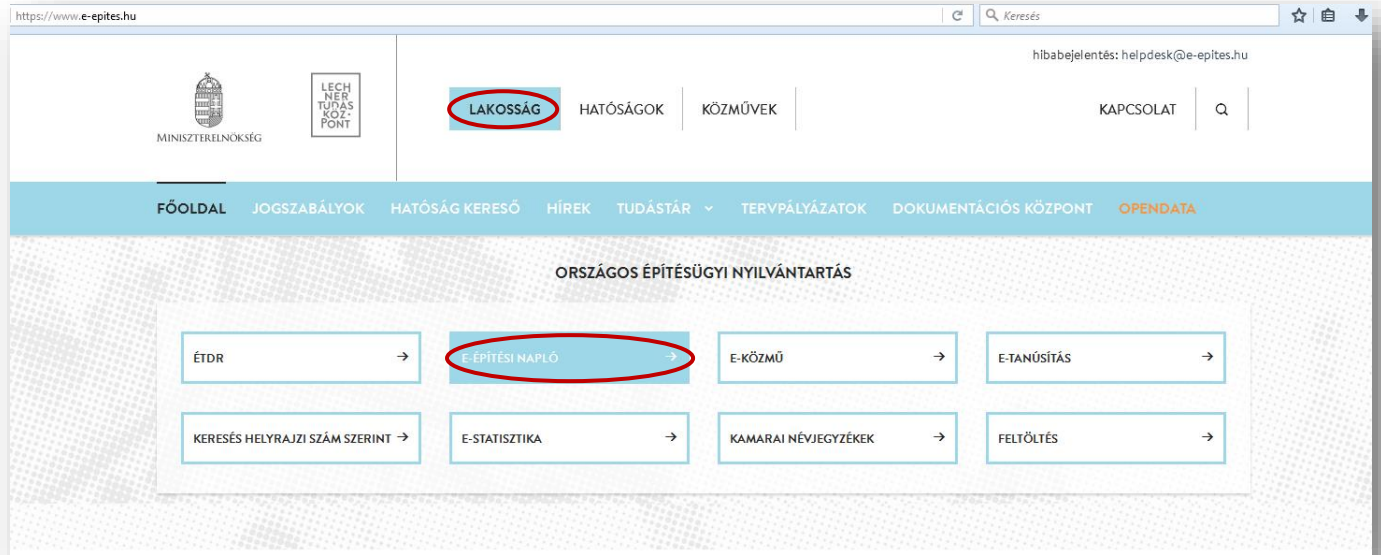 https://www.e-epites.hu
Keresés
hibabejelentés: helpdesk@e-epites.hu
MINISZTERELNÖKSÉG
LECH
NER
TUDÁS
KÖZ-
PONT
LAKOSSÁG HATÓSÁGOK KÖZMŰVEK KAPCSOLAT
FŐOLDAL JOGSZABÁLYOK HATÓSÁG KERESŐ HÍREK TUDÁSTÁR TERVPÁLYÁZATOK DOKUMENTÁCIÓS KÖZPONT OPENDATA
ORSZÁGOS ÉPÍTÉSÜGYI NYILVÁNTARTÁS
ÉTDR E-ÉPÍTÉSI NAPLÓ E-KÖZMŰ E-TANÚSÍTÁS
KERESÉS HELYRAJZI SZÁM SZERINT E-STATISZTIKA KAMARAI NÉVJEGYZÉKEK FELTÖLTÉS